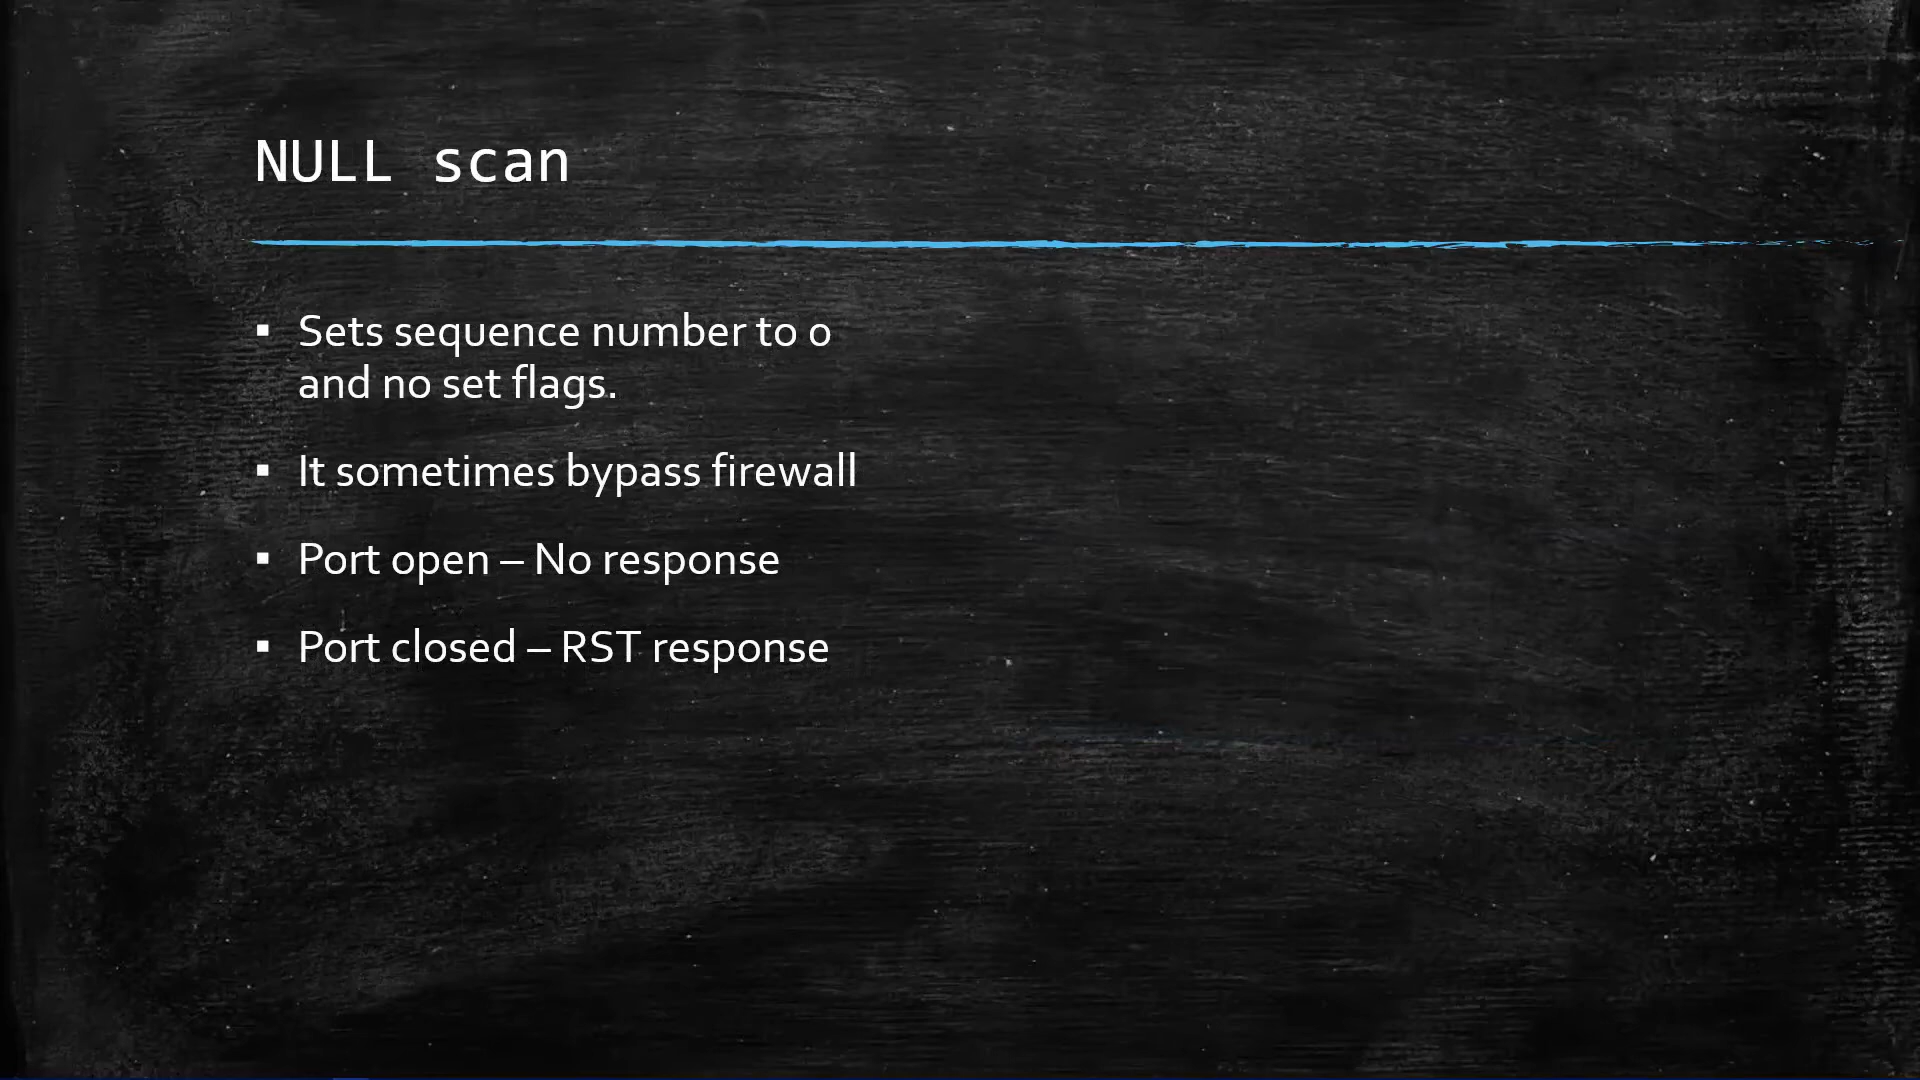 NULL scan
▪ Sets sequence number to 0
and no set flags.
▪ It sometimes bypass firewall
▪ Port open – No response
▪ Port closed – RST response